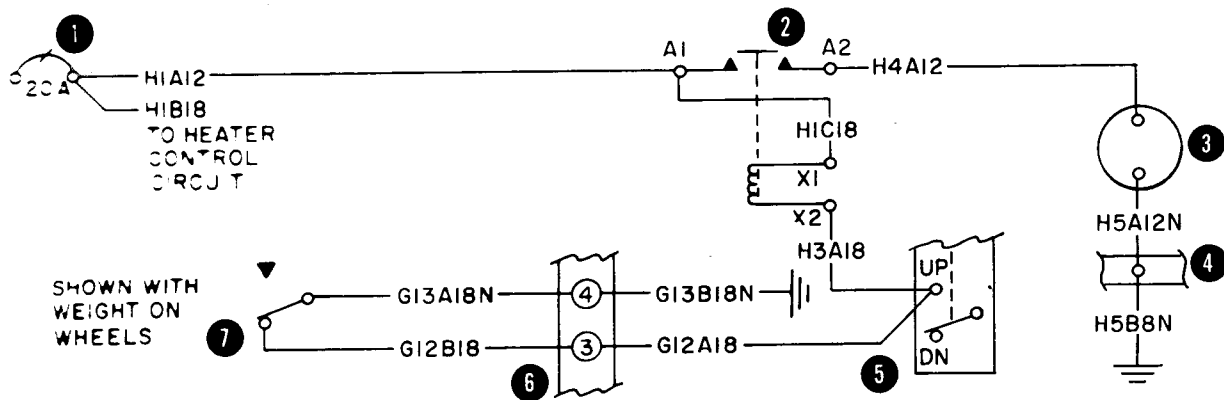 1
2
A1
A2
20A
H1A12
H4A12
H1B18
TO HEATER
CONTROL
CIRCUIT
H1C18
3
X1
X2
H5A12N
H3A18
UP
4
SHOWN WITH
WEIGHT ON
WHEELS
G13A18N
4
G13B18N
H5B8N
7
G12B18
3
G12A18
DN
6
5